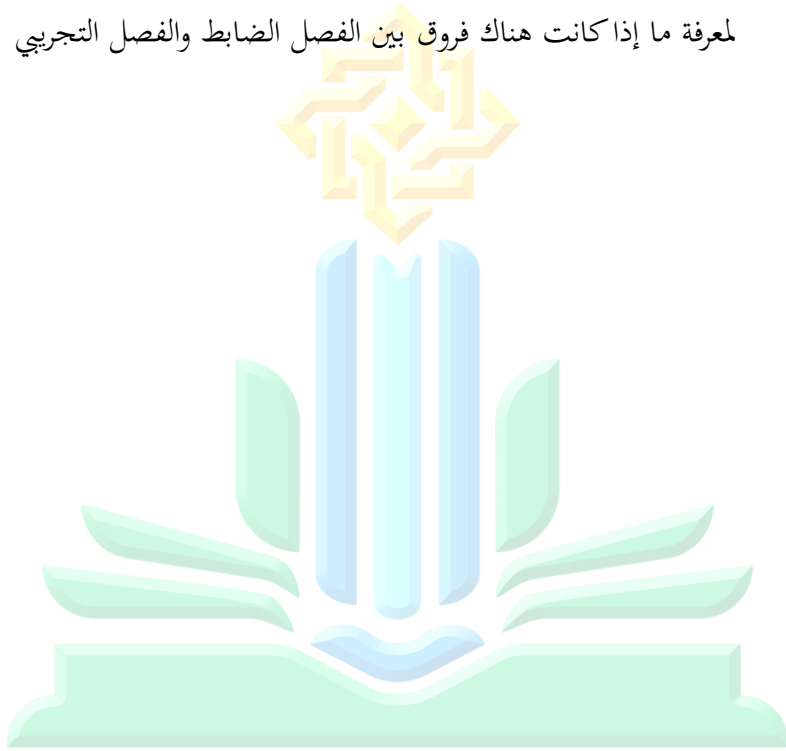 لمعرفة ما إذا كانت هناك فروق بين الفصل الضابط والفصل التجريبي